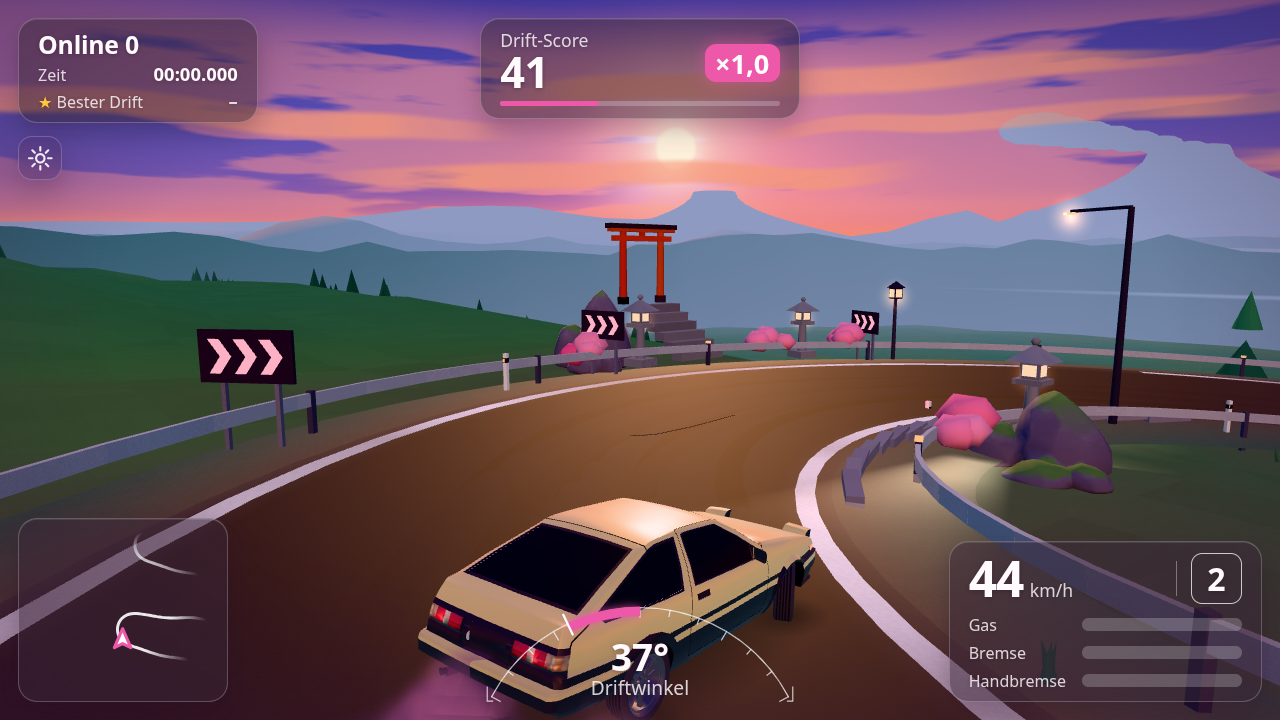 Online 0
Zeit 00:00.000
★ Bester Drift –
Drift-Score
41
×1,0
37°
Driftwinkel
44 km/h
2
Gas
Bremse
Handbremse